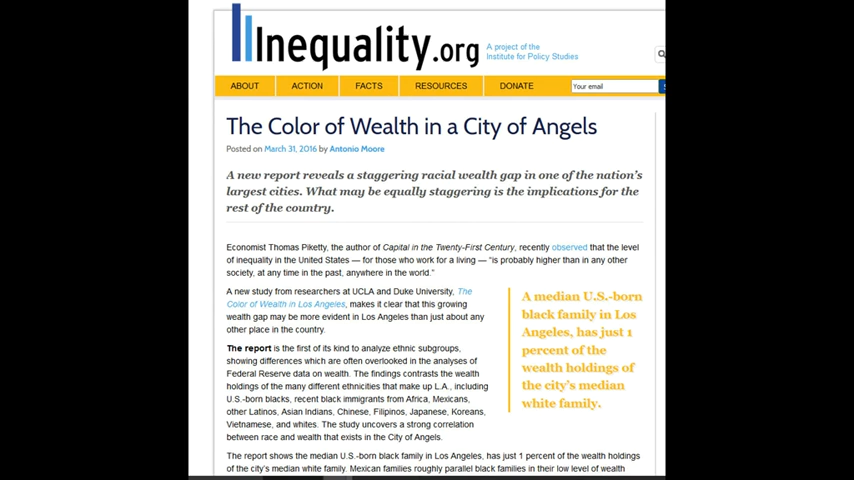 Inequality.org
A project of the
Institute for Policy Studies
ABOUT ACTION FACTS RESOURCES DONATE Your email
The Color of Wealth in a City of Angels
Posted on March 31, 2016 by Antonio Moore
A new report reveals a staggering racial wealth gap in one of the nation's
largest cities. What may be equally staggering is the implications for the
rest of the country.
Economist Thomas Piketty, the author of Capital in the Twenty-First Century, recently observed that the level
of inequality in the United States — for those who work for a living — “is probably higher than in any other
society, at any time in the past, anywhere in the world.”
A new study from researchers at UCLA and Duke University, The
Color of Wealth in Los Angeles, makes it clear that this growing
wealth gap may be more evident in Los Angeles than just about any
other place in the country.
The report is the first of its kind to analyze ethnic subgroups,
showing differences which are often overlooked in the analyses of
Federal Reserve data on wealth. The findings contrasts the wealth
holdings of the many different ethnicities that make up L.A., including
U.S.-born blacks, recent black immigrants from Africa, Mexicans,
other Latinos, Asian Indians, Chinese, Filipinos, Japanese, Koreans,
Vietnamese, and whites. The study uncovers a strong correlation
between race and wealth that exists in the City of Angels.
A median U.S.-born
black family in Los
Angeles, has just 1
percent of the
wealth holdings of
the city's median
white family.
The report shows the median U.S.-born black family in Los Angeles, has just 1 percent of the wealth holdings
of the city's median white family. Mexican families roughly parallel black families in their low level of wealth